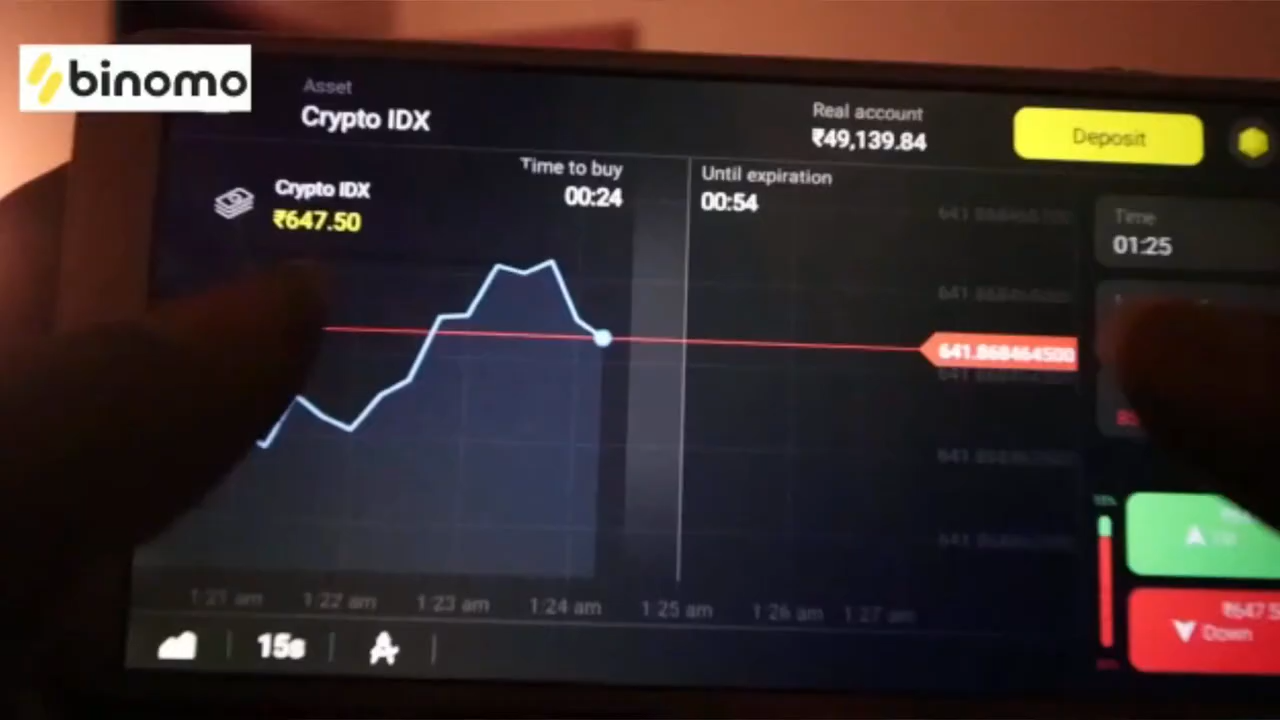 binomo
Asset
Crypto IDX
Real account
₹49,139.84
Deposit
Crypto IDX
₹647.50
Time to buy
00:24
Until expiration
00:54
Time
01:25
641.868464500
1:21 am
1:22 am
1:23 am
1:24 am
1:25 am
1:26 am
1:27 am
15s
Down